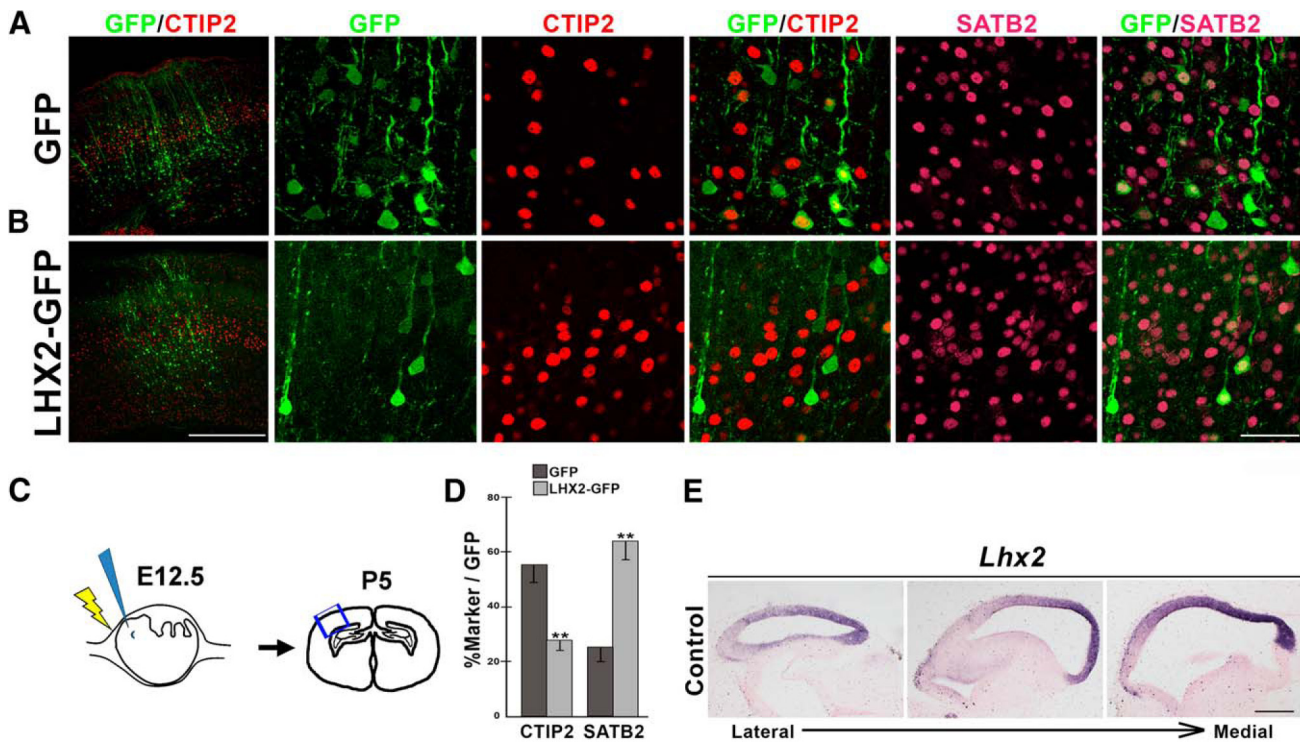 A
GFP/CTIP2 GFP CTIP2 GFP/CTIP2 SATB2 GFP/SATB2
GFP
B
LHX2-GFP
C
E12.5
P5
D
GFP
LHX2-GFP
%Marker / GFP
80
60
40
20
0
**
**
CTIP2 SATB2
E
Lhx2
Control
Lateral Medial